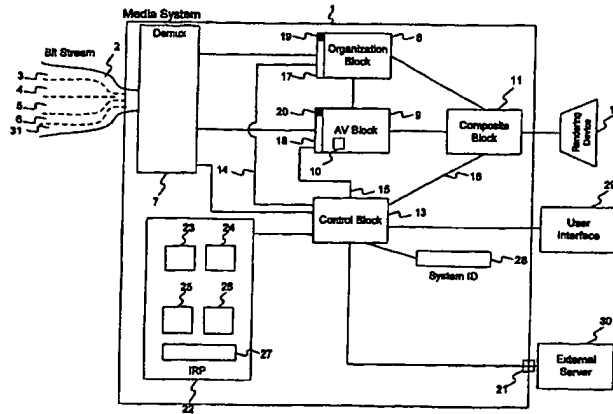 1
Media System
Demux
Bit Stream
2
3
4
5
6
31
7
19
Organization
Block
8
17
20
AV Block
9
18
10
11
Composite
Block
Rendering
Device
14
15
16
Control Block
13
29
User
Interface
28
System ID
23
24
25
26
27
IRP
22
30
External
Server
21